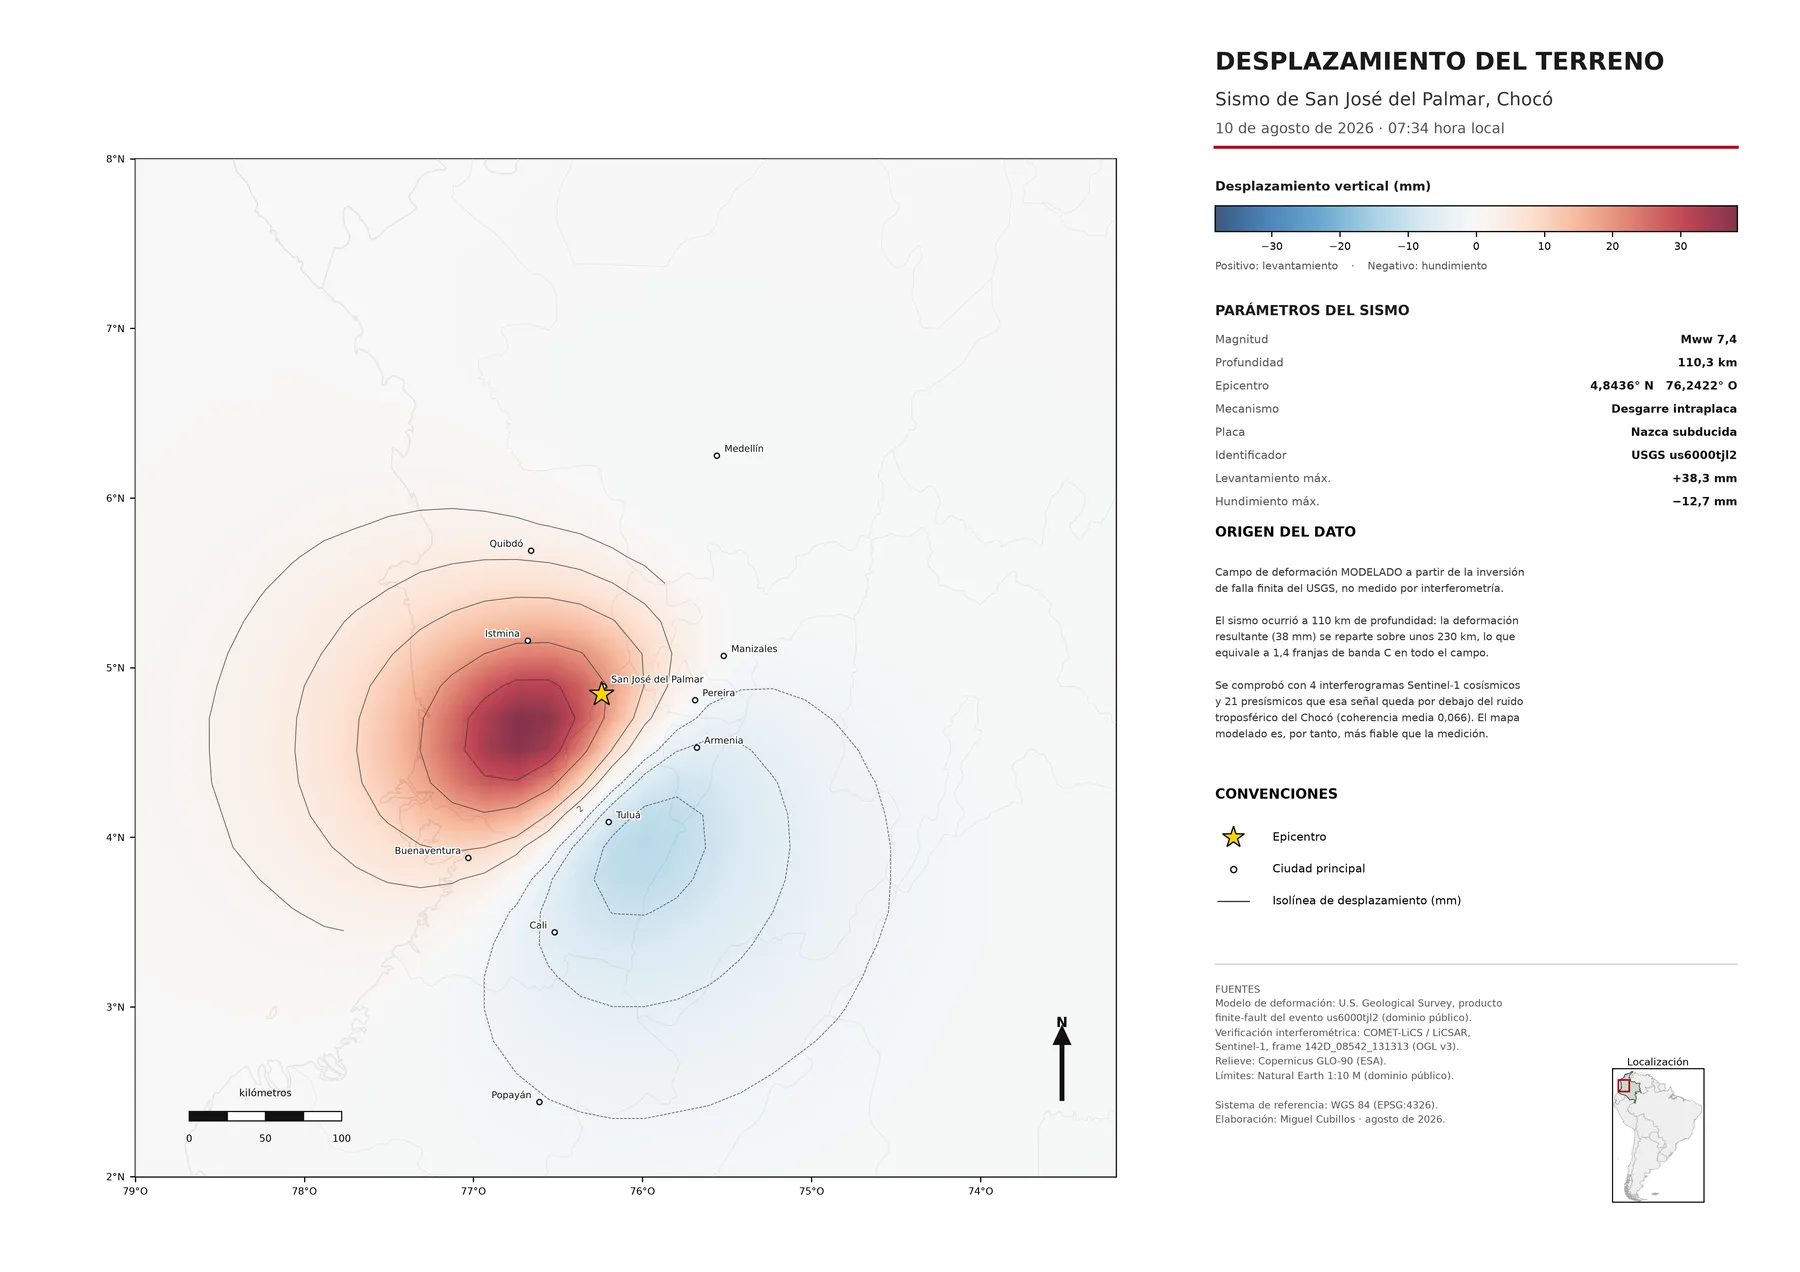 DESPLAZAMIENTO DEL TERRENO
Sismo de San José del Palmar, Chocó
10 de agosto de 2026 · 07:34 hora local
8°N
7°N
6°N
5°N
4°N
3°N
2°N
79°O
78°O
77°O
76°O
75°O
74°O
Medellín
Quibdó
Istmina
Manizales
San José del Palmar
Pereira
Armenia
2
Tuluá
Buenaventura
Cali
Popayán
N
kilómetros
0 50 100
Desplazamiento vertical (mm)
−30 −20 −10 0 10 20 30
Positivo: levantamiento · Negativo: hundimiento
PARÁMETROS DEL SISMO
Magnitud Mww 7,4
Profundidad 110,3 km
Epicentro 4,8436° N 76,2422° O
Mecanismo Desgarre intraplaca
Placa Nazca subducida
Identificador USGS us6000tjl2
Levantamiento máx. +38,3 mm
Hundimiento máx. −12,7 mm
ORIGEN DEL DATO
Campo de deformación MODELADO a partir de la inversión
de falla finita del USGS, no medido por interferometría.
El sismo ocurrió a 110 km de profundidad: la deformación
resultante (38 mm) se reparte sobre unos 230 km, lo que
equivale a 1,4 franjas de banda C en todo el campo.
Se comprobó con 4 interferogramas Sentinel-1 cosísmicos
y 21 presísmicos que esa señal queda por debajo del ruido
troposférico del Chocó (coherencia media 0,066). El mapa
modelado es, por tanto, más fiable que la medición.
CONVENCIONES
Epicentro
Ciudad principal
Isolínea de desplazamiento (mm)
FUENTES
Modelo de deformación: U.S. Geological Survey, producto
finite-fault del evento us6000tjl2 (dominio público).
Verificación interferométrica: COMET-LiCS / LiCSAR,
Sentinel-1, frame 142D_08542_131313 (OGL v3).
Relieve: Copernicus GLO-90 (ESA).
Límites: Natural Earth 1:10 M (dominio público).
Sistema de referencia: WGS 84 (EPSG:4326).
Elaboración: Miguel Cubillos · agosto de 2026.
Localización